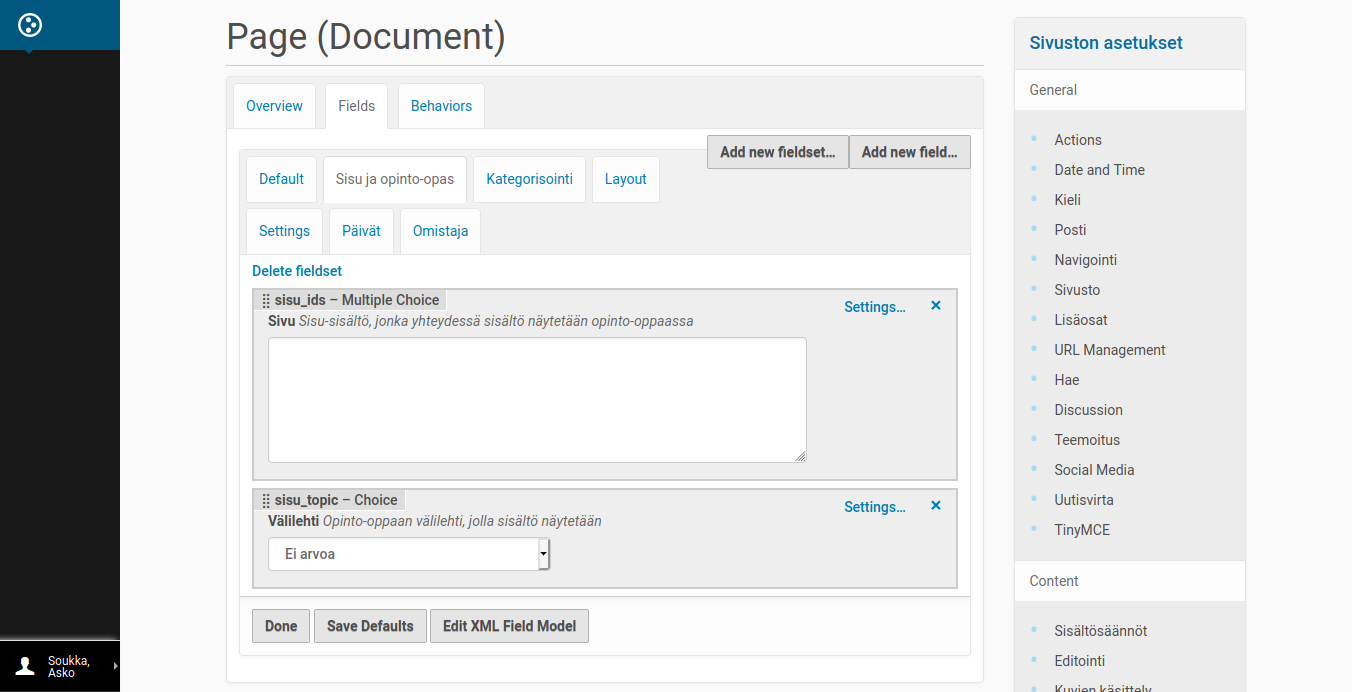 Page (Document)
Overview
Fields
Behaviors
Add new fieldset…
Add new field…
Default
Sisu ja opinto-opas
Kategorisointi
Layout
Settings
Päivät
Omistaja
Delete fieldset
sisu_ids – Multiple Choice
Settings…
Sivu Sisu-sisältö, jonka yhteydessä sisältö näytetään opinto-oppaassa
sisu_topic – Choice
Settings…
Välilehti Opinto-oppaan välilehti, jolla sisältö näytetään
Ei arvoa
Done
Save Defaults
Edit XML Field Model
Sivuston asetukset
General
Actions
Date and Time
Kieli
Posti
Navigointi
Sivusto
Lisäosat
URL Management
Hae
Discussion
Teemoitus
Social Media
Uutisvirta
TinyMCE
Content
Sisältösäännöt
Editointi
Kuvien käsittely
Soukka,
Asko